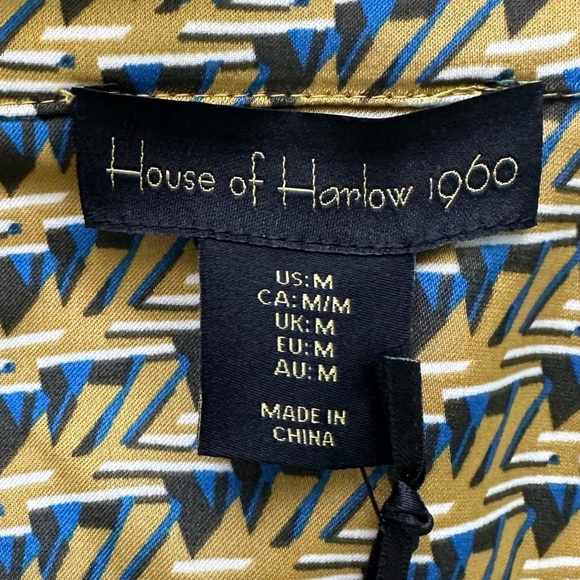 House of Harlow 1960
US: M
CA: M/M
UK: M
EU: M
AU: M
MADE IN
CHINA